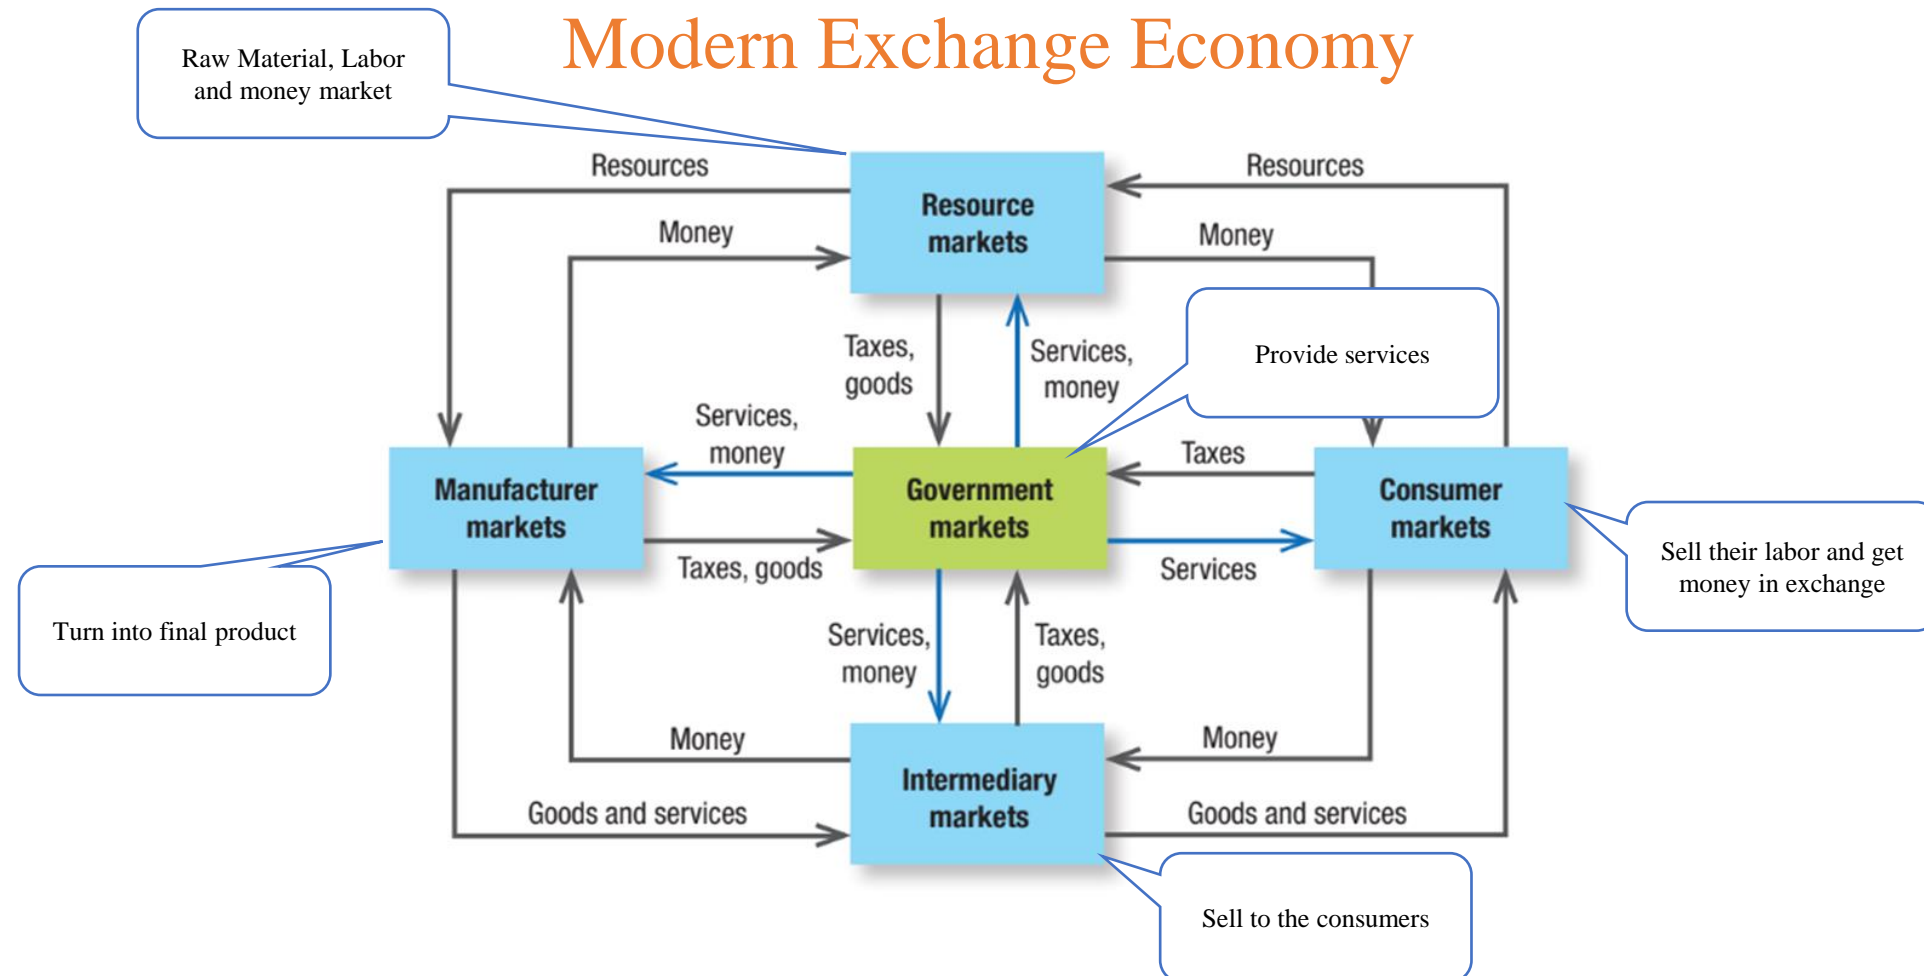 Modern Exchange Economy
Raw Material, Labor
and money market
Resources
Resources
Resource
markets
Money
Money
Taxes,
goods
Services,
money
Provide services
Services,
money
Taxes
Manufacturer
markets
Government
markets
Consumer
markets
Taxes, goods
Services
Sell their labor and get
money in exchange
Turn into final product
Services,
money
Taxes,
goods
Money
Money
Intermediary
markets
Goods and services
Goods and services
Sell to the consumers